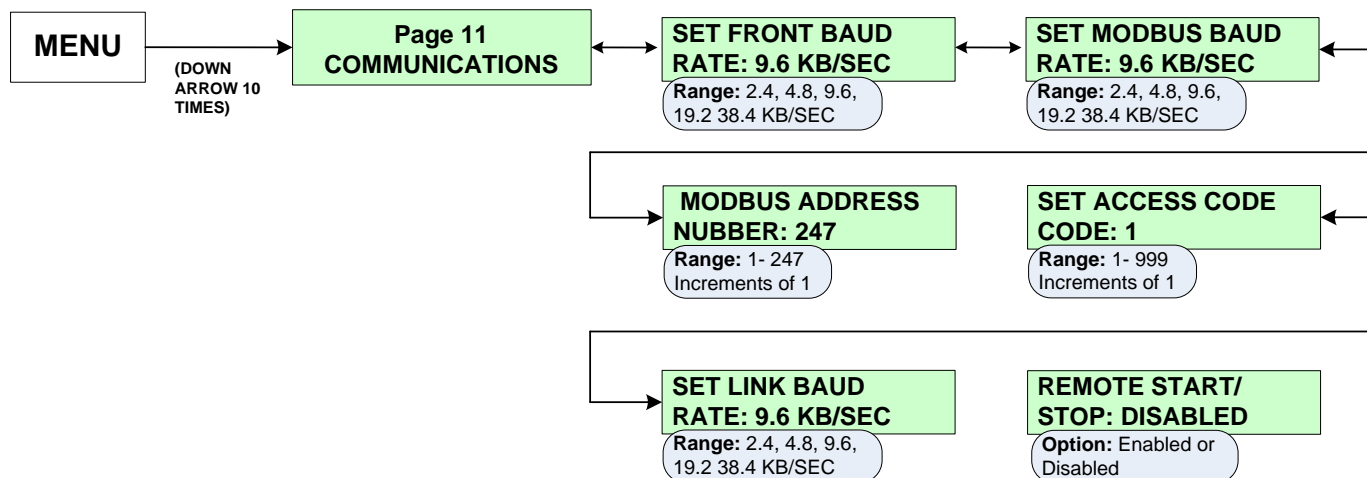 MENU
(DOWN
ARROW 10
TIMES)
Page 11
COMMUNICATIONS
SET FRONT BAUD
RATE: 9.6 KB/SEC
Range: 2.4, 4.8, 9.6,
19.2 38.4 KB/SEC
SET MODBUS BAUD
RATE: 9.6 KB/SEC
Range: 2.4, 4.8, 9.6,
19.2 38.4 KB/SEC
MODBUS ADDRESS
NUBBER: 247
Range: 1- 247
Increments of 1
SET ACCESS CODE
CODE: 1
Range: 1- 999
Increments of 1
SET LINK BAUD
RATE: 9.6 KB/SEC
Range: 2.4, 4.8, 9.6,
19.2 38.4 KB/SEC
REMOTE START/
STOP: DISABLED
Option: Enabled or
Disabled